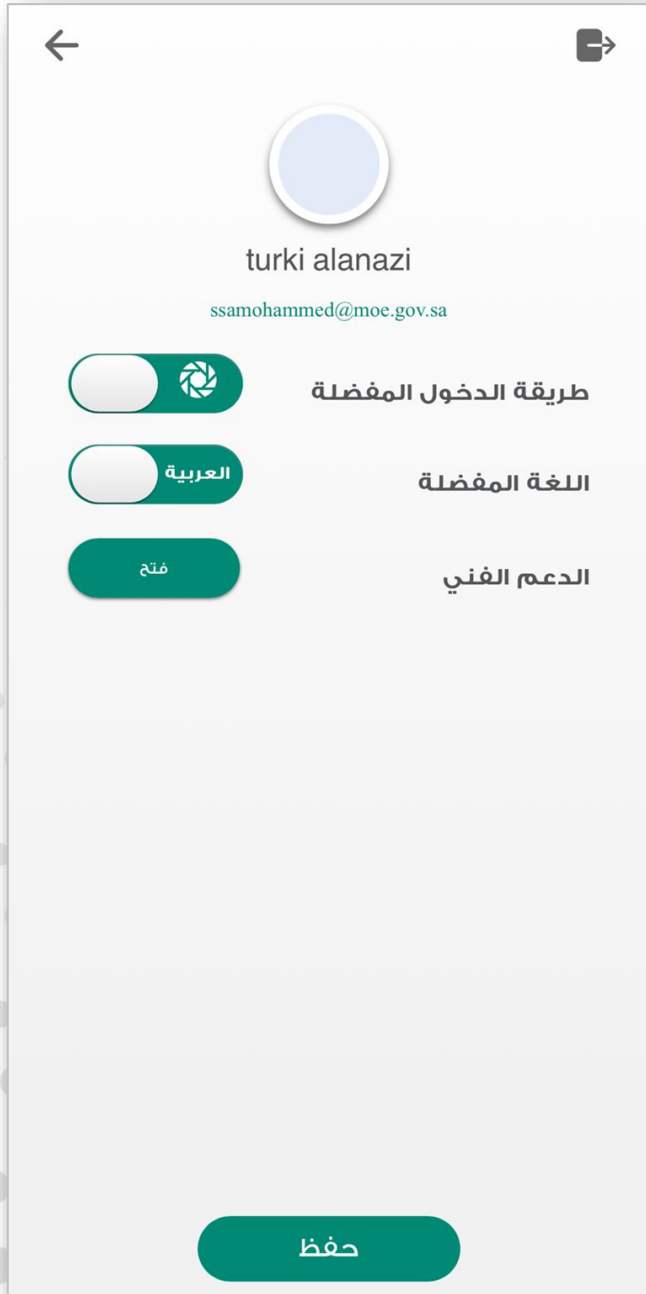 turki alanazi
ssamohammed@moe.gov.sa
طريقة الدخول المفضلة
اللغة المفضلة العربية
الدعم الفني فتح
حفظ